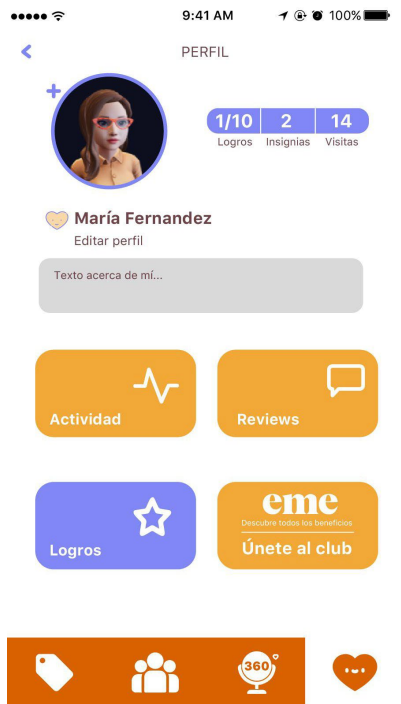 9:41 AM 100%
PERFIL
1/10 2 14
Logros Insignias Visitas
María Fernandez
Editar perfil
Texto acerca de mí...
Actividad
Reviews
Logros
eme
Descubre todos los beneficios
Únete al club
360